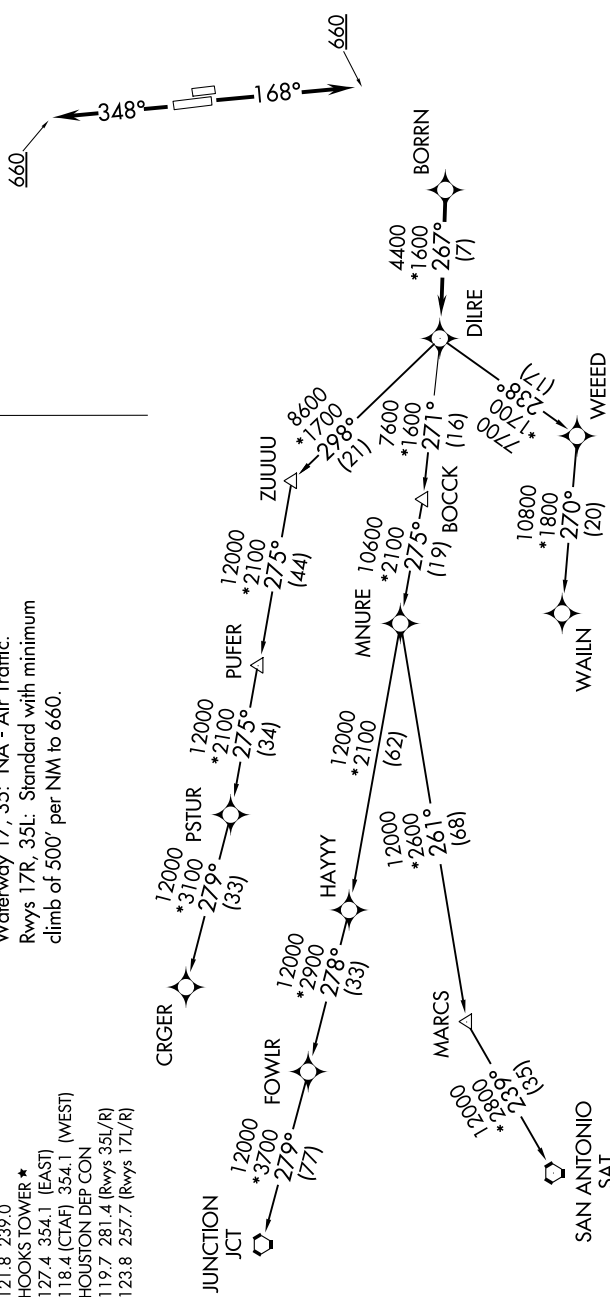 121.8 239.0
HOOKS TOWER ★
127.4 354.1 (EAST)
118.4 (CTAF) 354.1 (WEST)
HOUSTON DEP CON
119.7 281.4 (Rwys 35L/R)
123.8 257.7 (Rwys 17L/R)
Waterway 17, 35: NA - Air Traffic.
Rwys 17R, 35L: Standard with minimum
climb of 500' per NM to 660.
660
348°
168°
660
BORRN
4400
*1600
267°
(7)
DILRE
8600
*1700
298°
(21)
ZUUUU
12000
*2100
275°
(44)
PUFER
12000
*2100
275°
(34)
PSTUR
12000
*3100
279°
(33)
CRGER
7600
*1600
271°
(16)
BOCCK
10600
*2100
275°
(19)
MNURE
12000
*2100
(62)
HAYYY
12000
*2900
278°
(33)
FOWLR
12000
*3700
279°
(77)
JUNCTION
JCT
12000
*2600
261°
(68)
MARCS
12000
*2800
239°
(35)
SAN ANTONIO
SAT
7700
*1700
238°
(17)
WEEED
10800
*1800
270°
(20)
WAILN